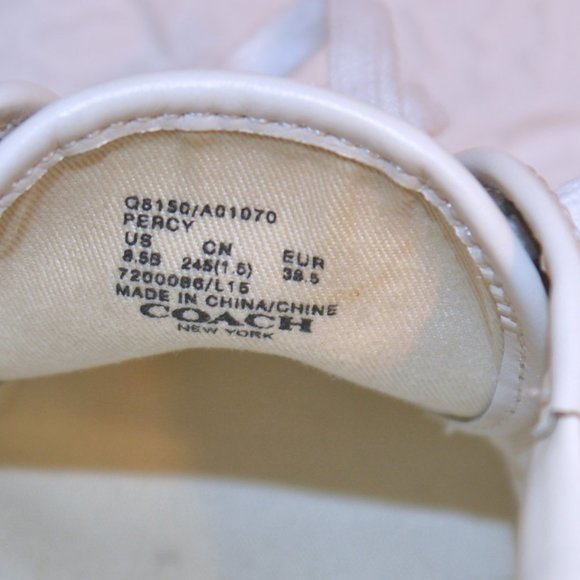 Q8150/A01070
PERCY
US CN EUR
8.5B 245(1.5) 39.5
7200086/L15
MADE IN CHINA/CHINE
COACH
NEW YORK